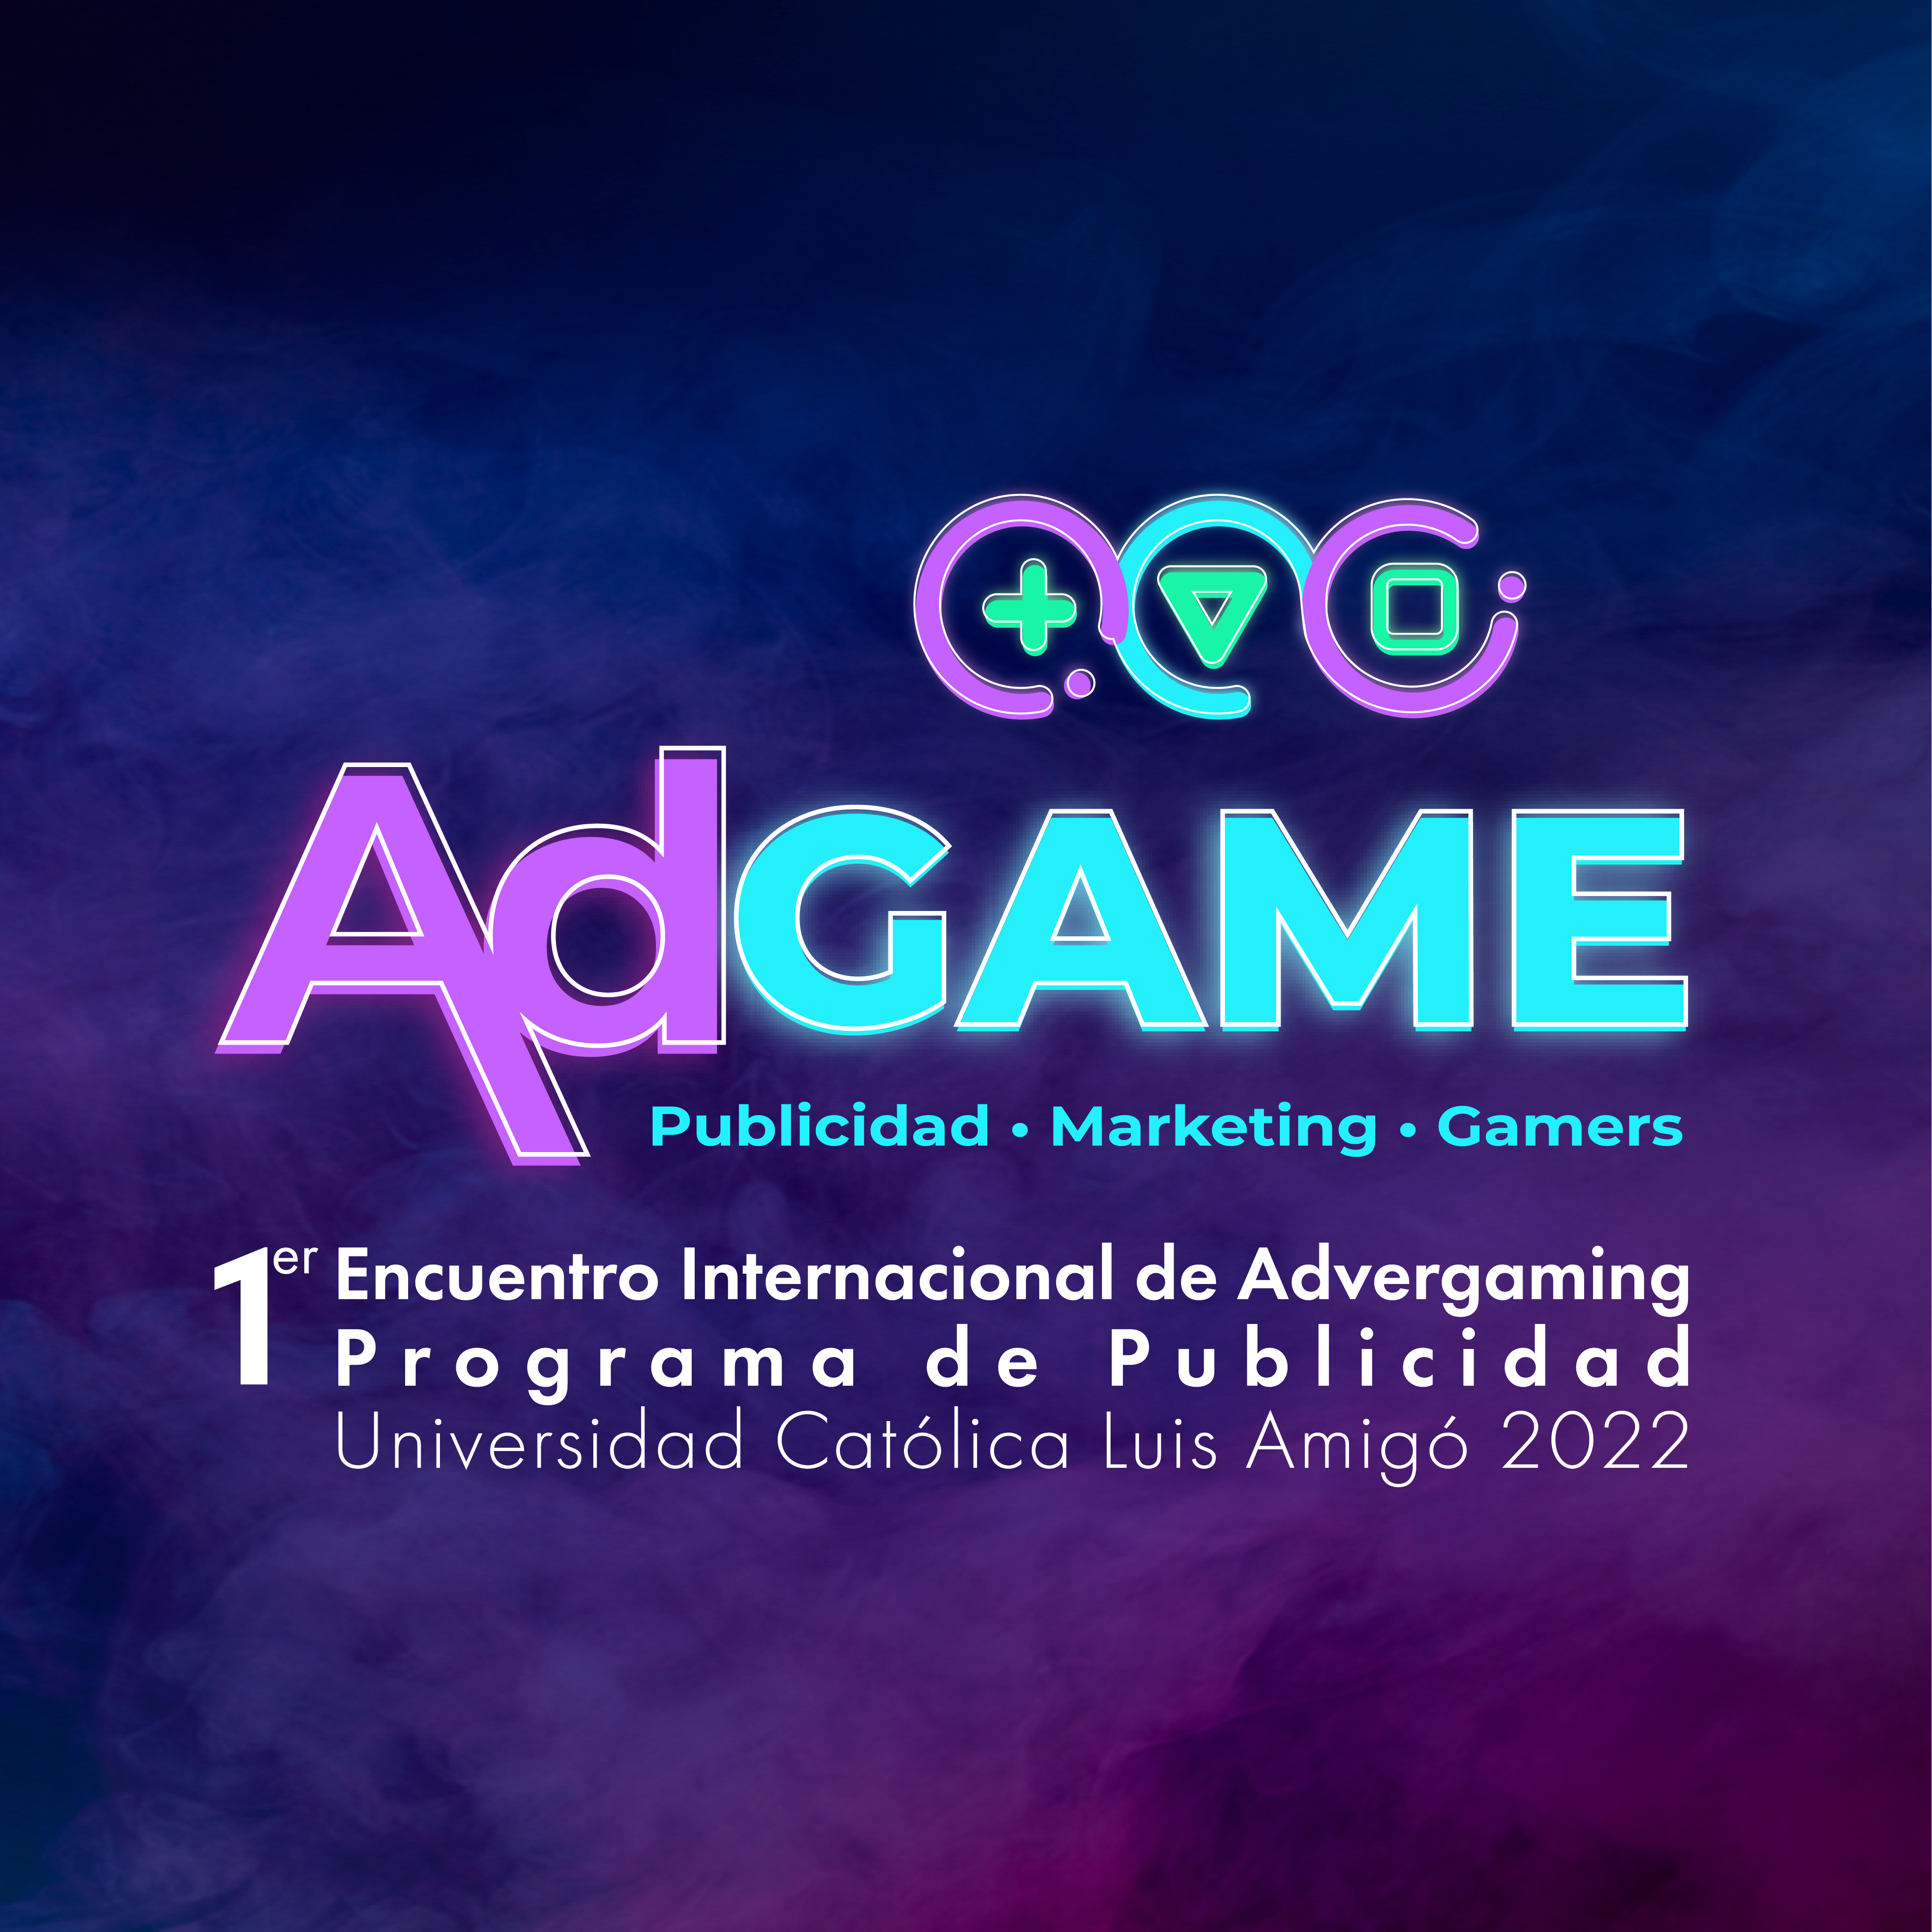 AdGAME
Publicidad • Marketing • Gamers
1er Encuentro Internacional de Advergaming
Programa de Publicidad
Universidad Católica Luis Amigó 2022